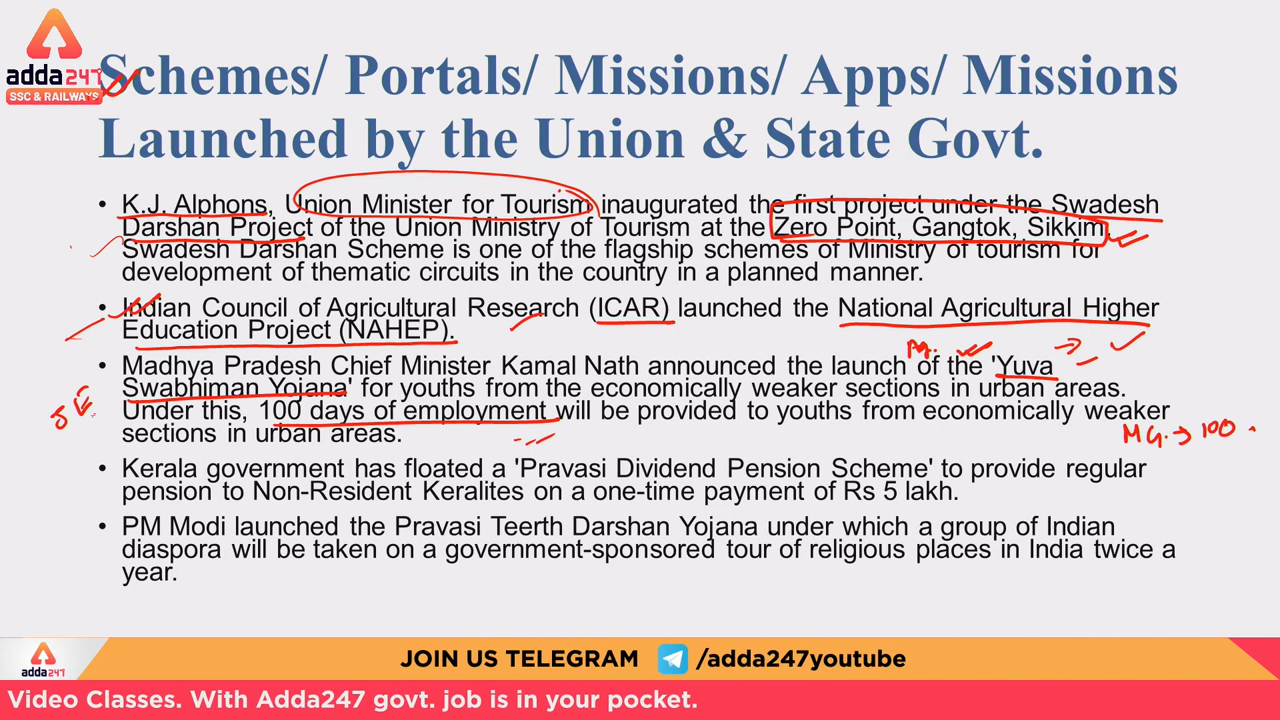 adda247
SSC & RAILWAYS
Schemes/ Portals/ Missions/ Apps/ Missions
Launched by the Union & State Govt.
• K.J. Alphons, Union Minister for Tourism inaugurated the first project under the Swadesh
Darshan Project of the Union Ministry of Tourism at the Zero Point, Gangtok, Sikkim.
Swadesh Darshan Scheme is one of the flagship schemes of Ministry of tourism for
development of thematic circuits in the country in a planned manner.
• Indian Council of Agricultural Research (ICAR) launched the National Agricultural Higher
Education Project (NAHEP).
• Madhya Pradesh Chief Minister Kamal Nath announced the launch of the 'Yuva
Swabhiman Yojana' for youths from the economically weaker sections in urban areas.
Under this, 100 days of employment will be provided to youths from economically weaker
sections in urban areas.
MG. → 100
• Kerala government has floated a 'Pravasi Dividend Pension Scheme' to provide regular
pension to Non-Resident Keralites on a one-time payment of Rs 5 lakh.
• PM Modi launched the Pravasi Teerth Darshan Yojana under which a group of Indian
diaspora will be taken on a government-sponsored tour of religious places in India twice a
year.
adda247
JOIN US TELEGRAM /adda247youtube
Video Classes. With Adda247 govt. job is in your pocket.